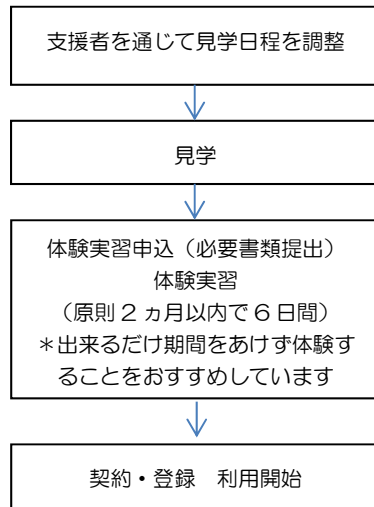 支援者を通じて見学日程を調整
見学
体験実習申込（必要書類提出）
体験実習
（原則２ヵ月以内で６日間）
＊出来るだけ期間をあけず体験す
ることをおすすめしています
契約・登録　利用開始